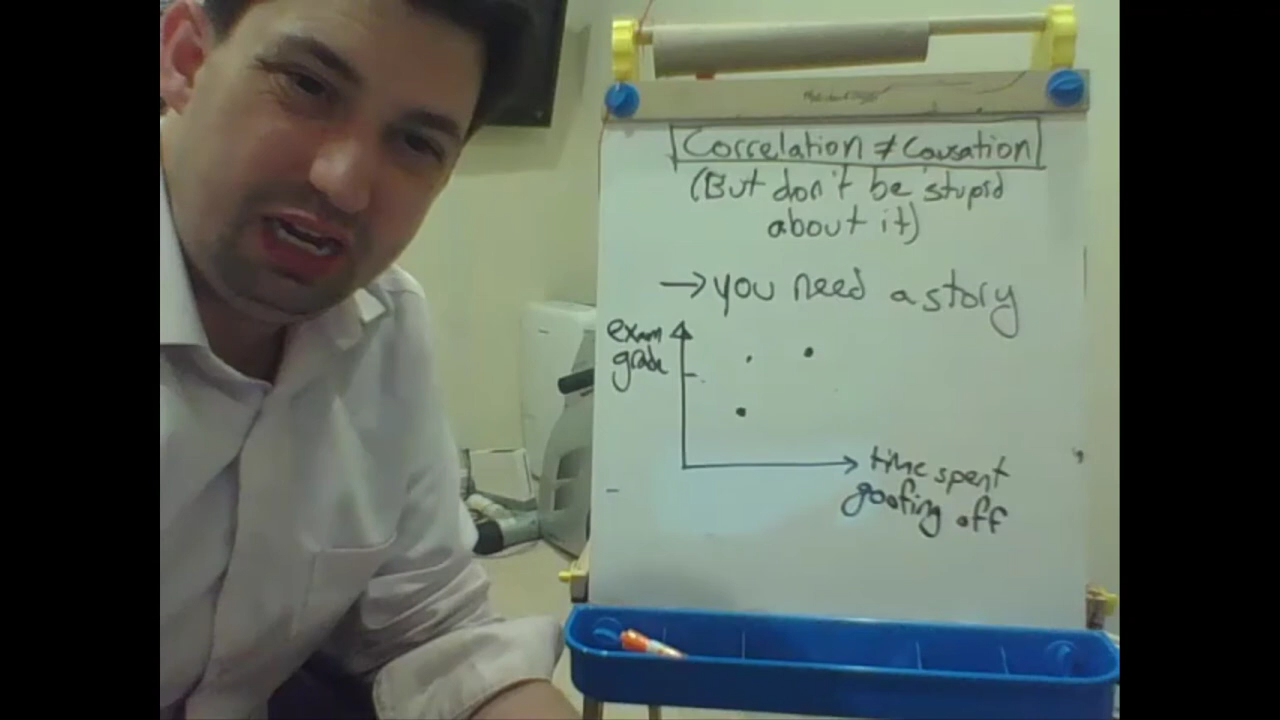 Correlation ≠ Causation
(But don't be stupid
about it)
→ you need a story
exam
grade
time spent
goofing off